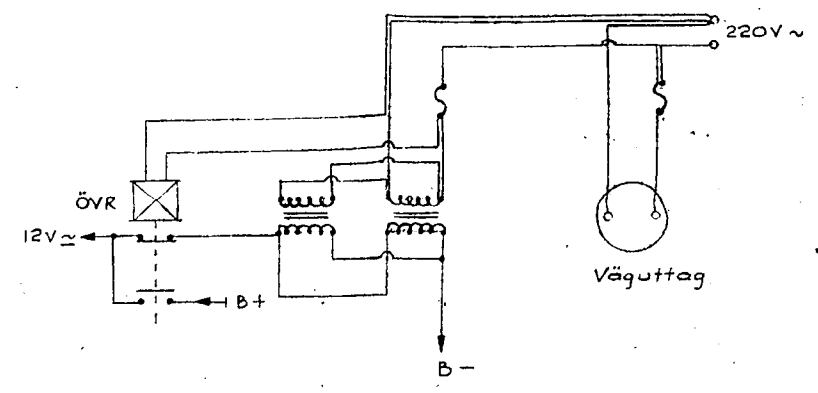 220V ~
ÖVR
12V ≂
B+
Väguttag
B -